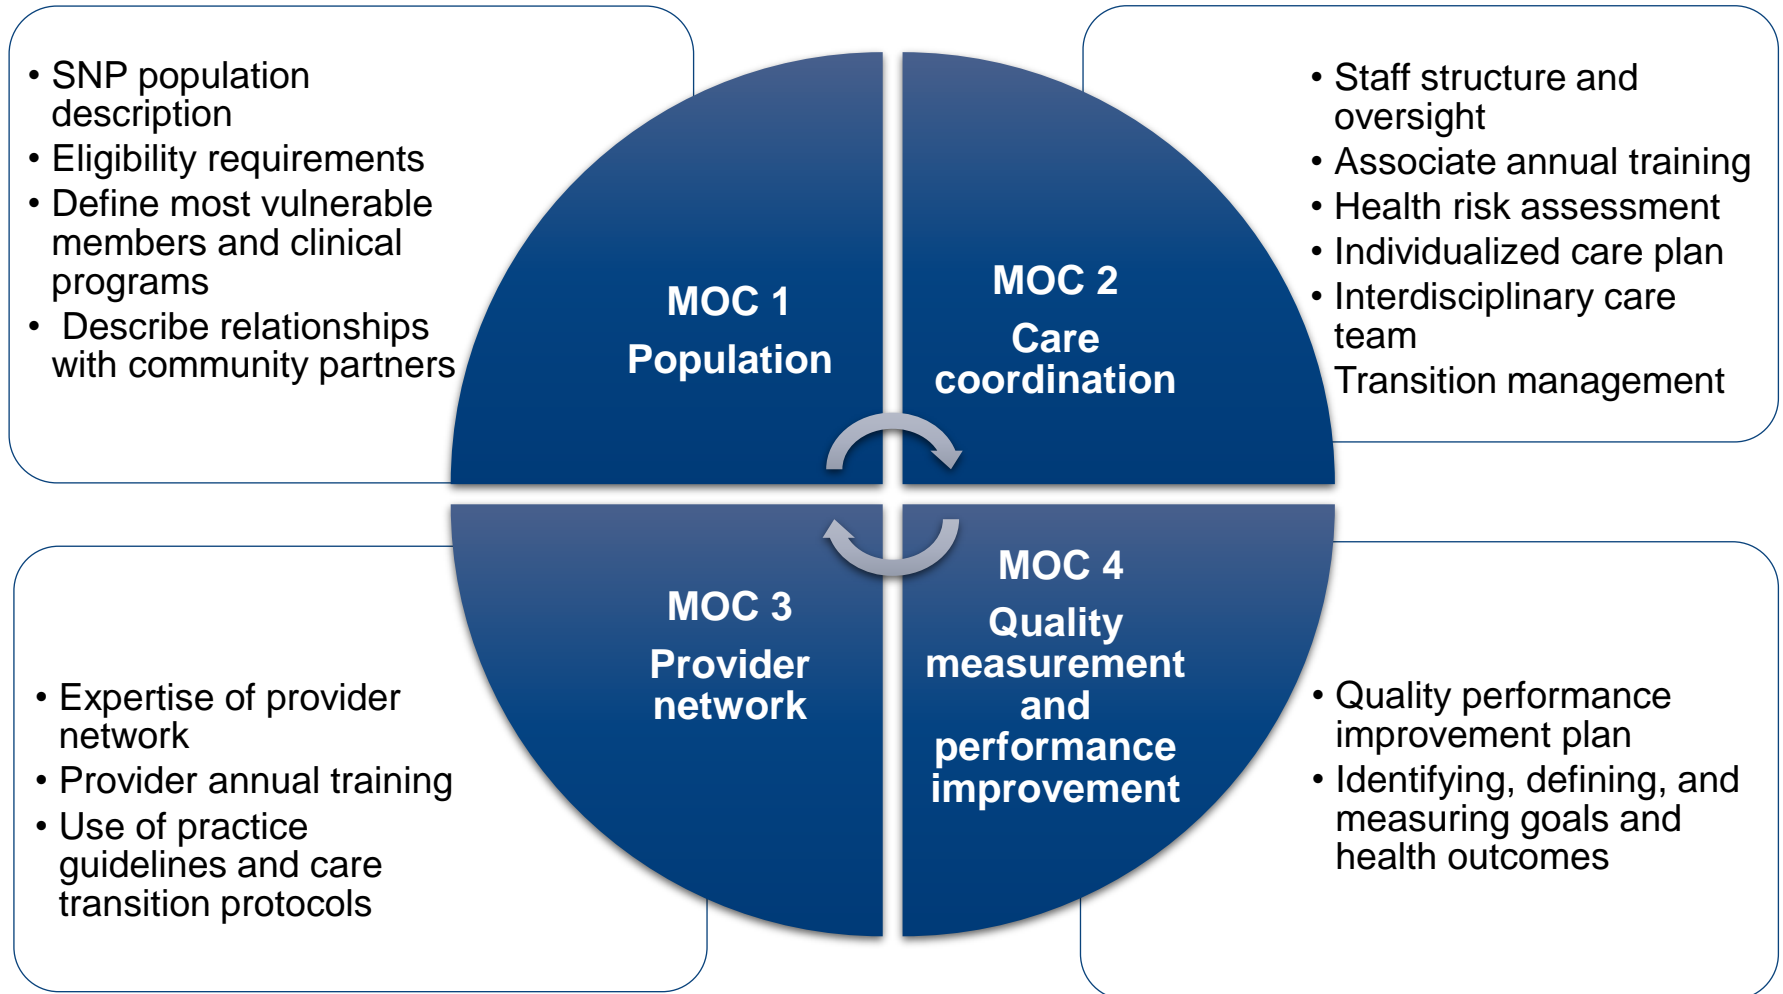 • SNP population
description
• Eligibility requirements
• Define most vulnerable
members and clinical
programs
• Describe relationships
with community partners
MOC 1
Population
MOC 2
Care
coordination
• Staff structure and
oversight
• Associate annual training
• Health risk assessment
• Individualized care plan
• Interdisciplinary care
team
Transition management
• Expertise of provider
network
• Provider annual training
• Use of practice
guidelines and care
transition protocols
MOC 3
Provider
network
MOC 4
Quality
measurement
and
performance
improvement
• Quality performance
improvement plan
• Identifying, defining, and
measuring goals and
health outcomes